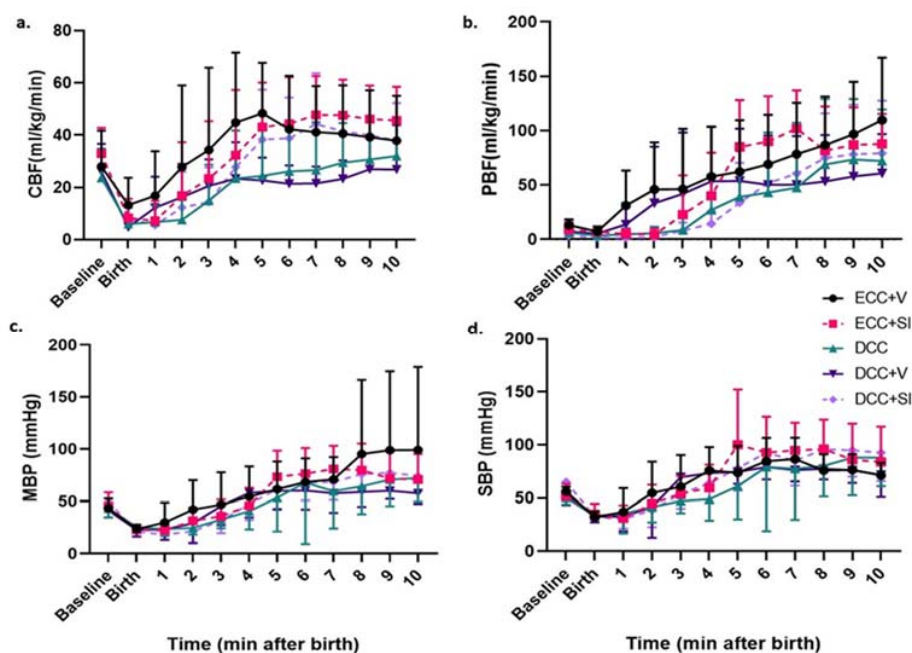 a.
CBF(ml/kg/min)
80
60
40
20
0
Baseline
Birth
1
2
3
4
5
6
7
8
9
10
b.
PBF(ml/kg/min)
200
150
100
50
0
Baseline
Birth
1
2
3
4
5
6
7
8
9
10
ECC+V
ECC+SI
DCC
DCC+V
DCC+SI
c.
MBP (mmHg)
200
150
100
50
0
Baseline
Birth
1
2
3
4
5
6
7
8
9
10
Time (min after birth)
d.
SBP (mmHg)
200
150
100
50
0
Baseline
Birth
1
2
3
4
5
6
7
8
9
10
Time (min after birth)